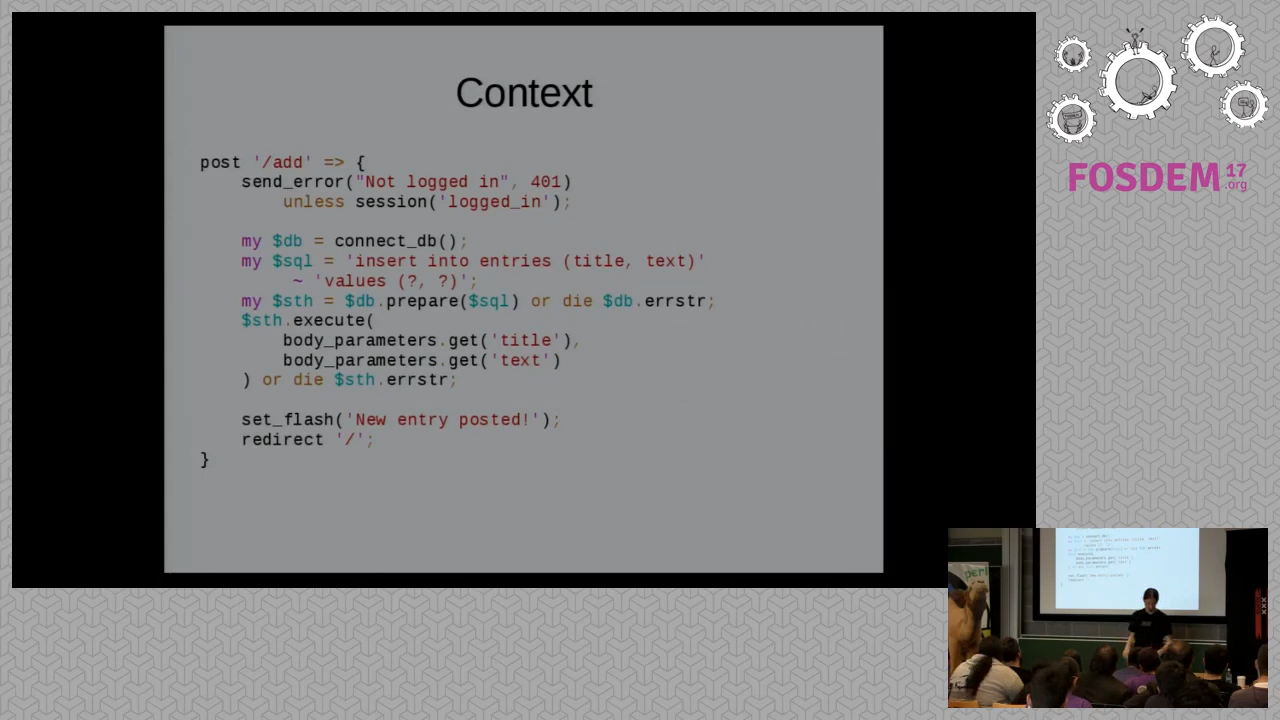 Context
post '/add' => {
    send_error("Not logged in", 401)
        unless session('logged_in');
    my $db = connect_db();
    my $sql = 'insert into entries (title, text)'
         ~ 'values (?, ?)';
    my $sth = $db.prepare($sql) or die $db.errstr;
    $sth.execute(
        body_parameters.get('title'),
        body_parameters.get('text')
    ) or die $sth.errstr;
    set_flash('New entry posted!');
    redirect '/';
}
FOSDEM 17
.org
perl